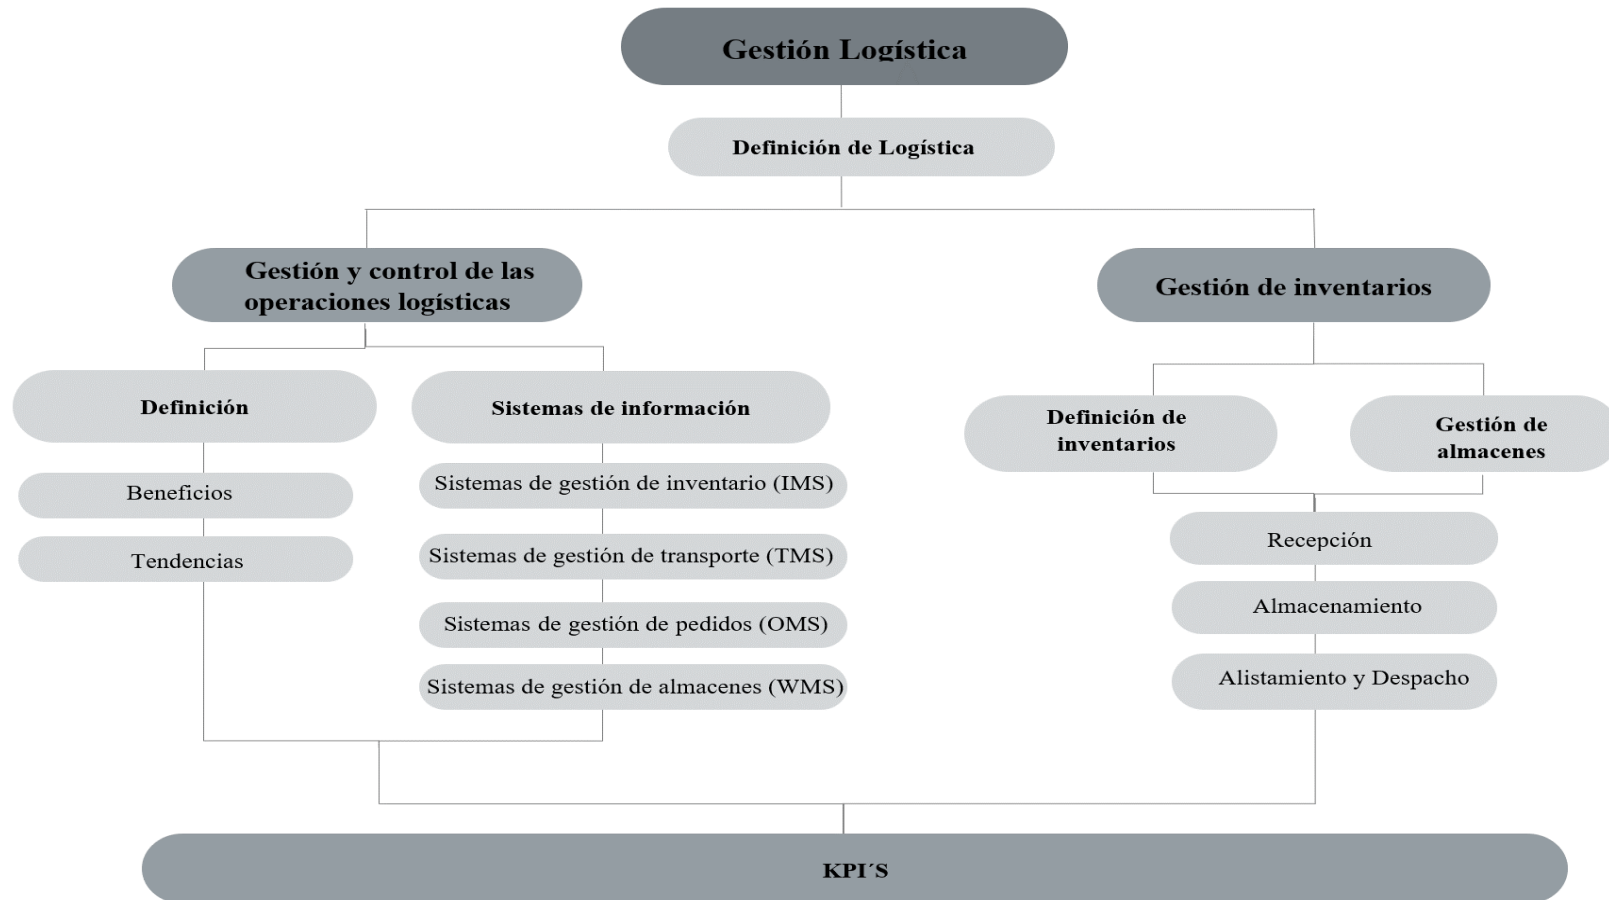 Gestión Logística
Definición de Logística
Gestión y control de las
operaciones logísticas
Gestión de inventarios
Definición
Sistemas de información
Definición de
inventarios
Gestión de
almacenes
Beneficios
Sistemas de gestión de inventario (IMS)
Tendencias
Sistemas de gestión de transporte (TMS)
Sistemas de gestión de pedidos (OMS)
Sistemas de gestión de almacenes (WMS)
Recepción
Almacenamiento
Alistamiento y Despacho
KPI´S